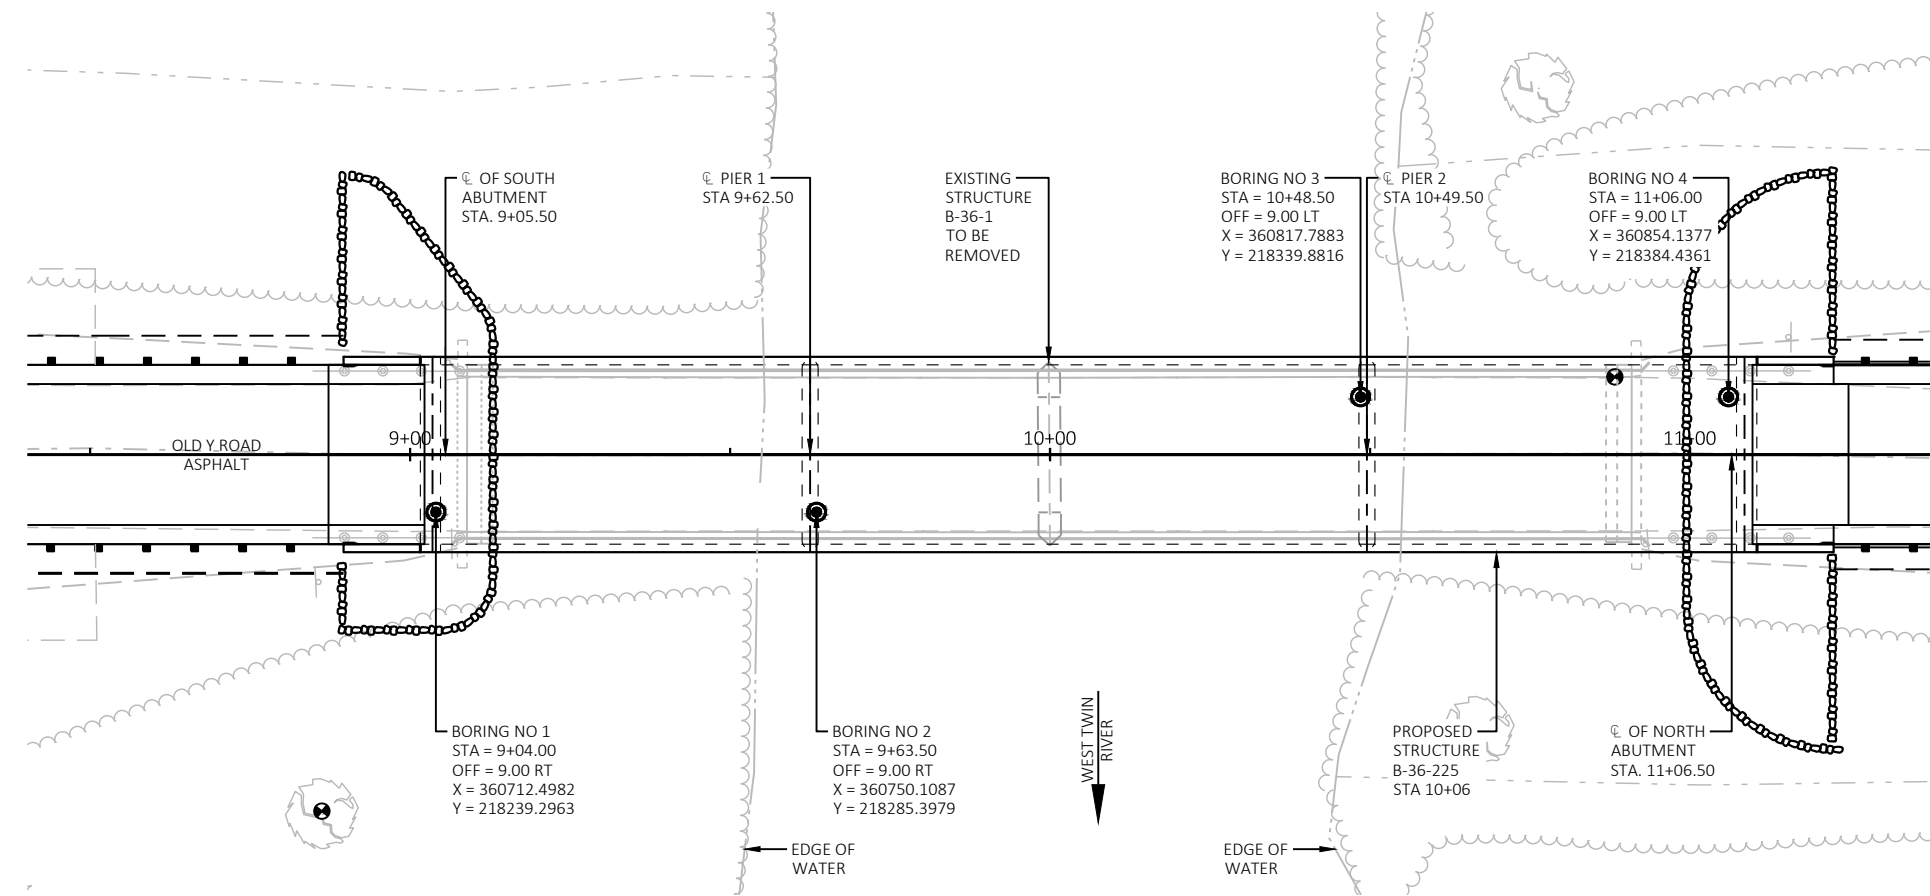 ℄ OF SOUTH
ABUTMENT
STA. 9+05.50
℄ PIER 1
STA 9+62.50
EXISTING
STRUCTURE
B-36-1
TO BE
REMOVED
BORING NO 3
STA = 10+48.50
OFF = 9.00 LT
X = 360817.7883
Y = 218339.8816
℄ PIER 2
STA 10+49.50
BORING NO 4
STA = 11+06.00
OFF = 9.00 LT
X = 360854.1377
Y = 218384.4361
OLD Y ROAD
ASPHALT
9+00
10+00
11+00
BORING NO 1
STA = 9+04.00
OFF = 9.00 RT
X = 360712.4982
Y = 218239.2963
BORING NO 2
STA = 9+63.50
OFF = 9.00 RT
X = 360750.1087
Y = 218285.3979
WEST TWIN
RIVER
PROPOSED
STRUCTURE
B-36-225
STA 10+06
℄ OF NORTH
ABUTMENT
STA. 11+06.50
EDGE OF
WATER
EDGE OF
WATER